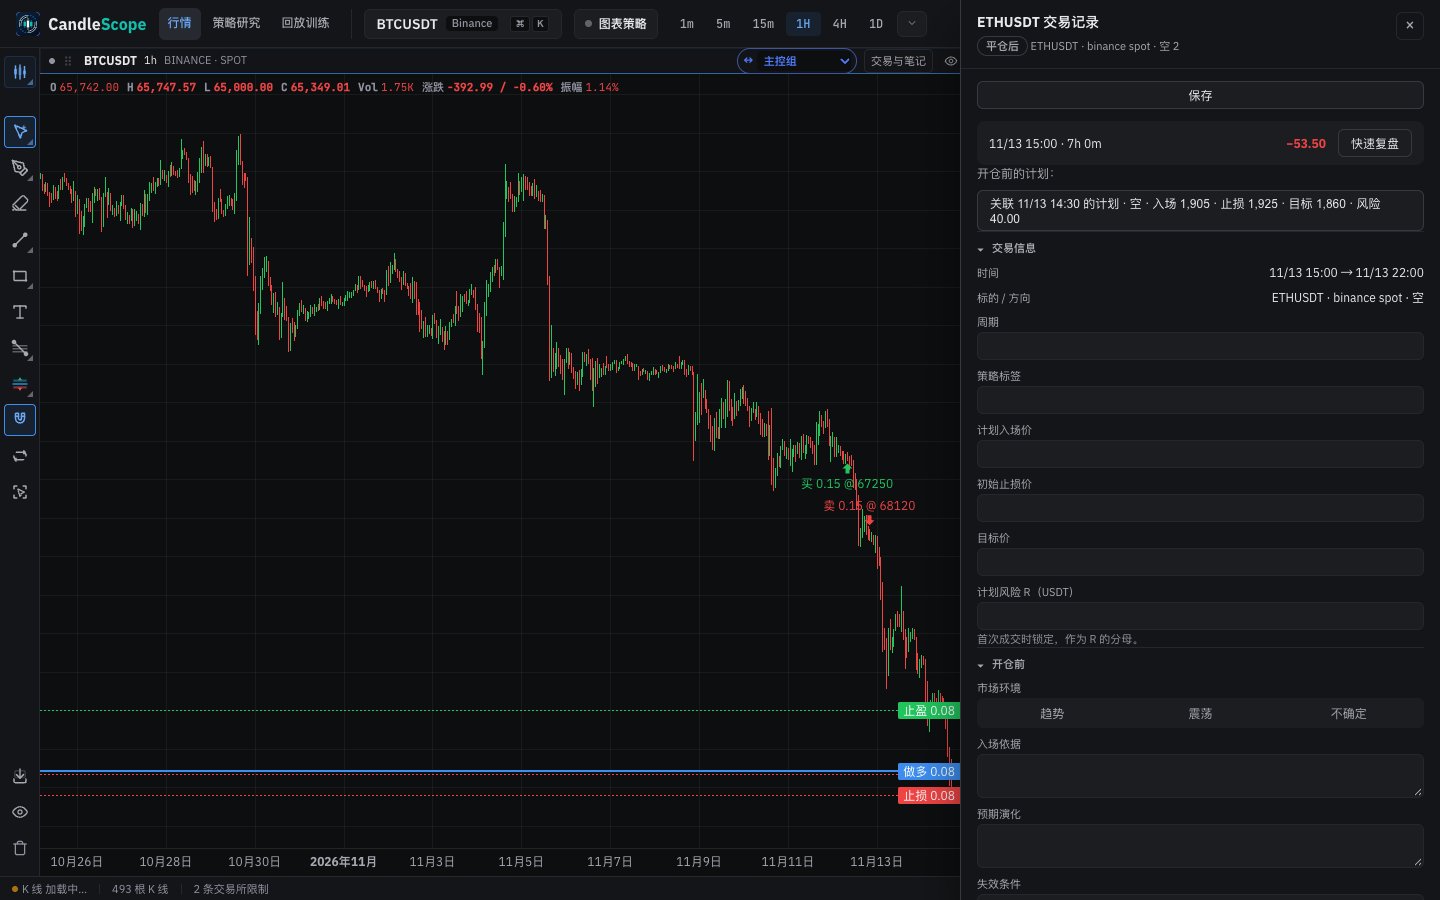 CandleScope
行情
策略研究
回放训练
BTCUSDT Binance ⌘ K
图表策略
1m 5m 15m 1H 4H 1D
BTCUSDT 1h BINANCE · SPOT
主控组
交易与笔记
O 65,742.00 H 65,747.57 L 65,000.00 C 65,349.01 Vol 1.75K 涨跌 -392.99 / -0.60% 振幅 1.14%
买 0.15 @ 67250
卖 0.15 @ 68120
止盈 0.08
做多 0.08
止损 0.08
10月26日 10月28日 10月30日 2026年11月 11月3日 11月5日 11月7日 11月9日 11月11日 11月13日
K 线 加载中... 493 根 K 线 2 条交易所限制
ETHUSDT 交易记录
平仓后 ETHUSDT · binance spot · 空 2
×
保存
11/13 15:00 · 7h 0m −53.50 快速复盘
开仓前的计划：
关联 11/13 14:30 的计划 · 空 · 入场 1,905 · 止损 1,925 · 目标 1,860 · 风险
40.00
交易信息
时间 11/13 15:00 → 11/13 22:00
标的 / 方向 ETHUSDT · binance spot · 空
周期
策略标签
计划入场价
初始止损价
目标价
计划风险 R（USDT）
首次成交时锁定，作为 R 的分母。
开仓前
市场环境
趋势 震荡 不确定
入场依据
预期演化
失效条件